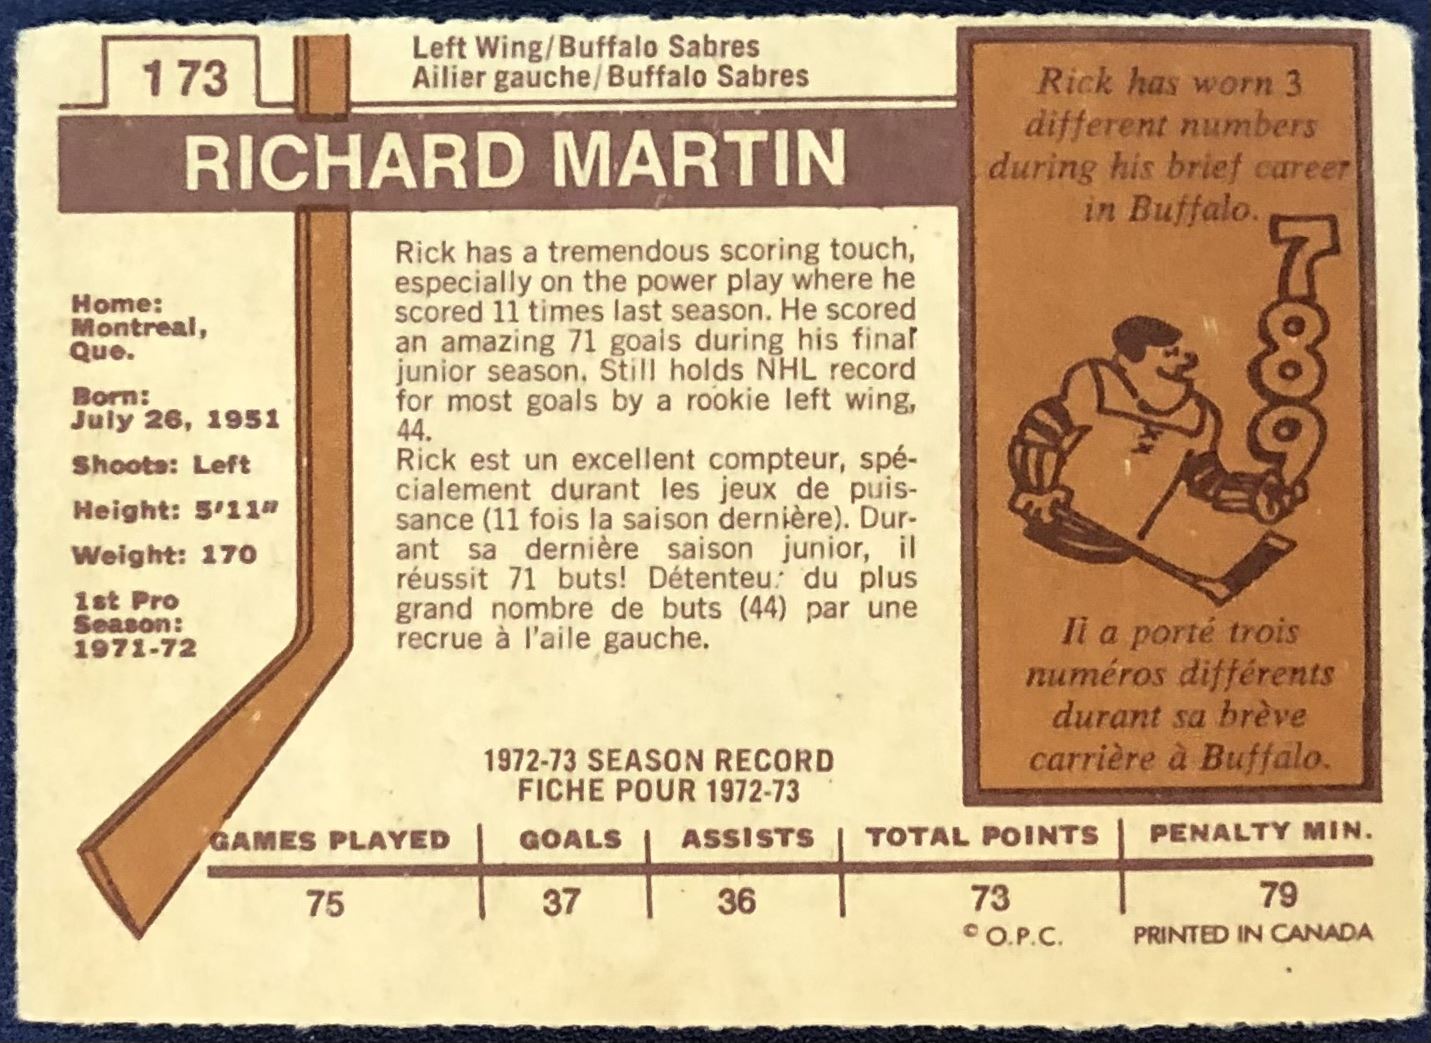 173
Left Wing/Buffalo Sabres
Ailier gauche/Buffalo Sabres
RICHARD MARTIN
Home:
Montreal,
Que.
Born:
July 26, 1951
Shoots: Left
Height: 5'11"
Weight: 170
1st Pro
Season:
1971-72
Rick has a tremendous scoring touch,
especially on the power play where he
scored 11 times last season. He scored
an amazing 71 goals during his final
junior season. Still holds NHL record
for most goals by a rookie left wing,
44.
Rick est un excellent compteur, spé-
cialement durant les jeux de puis-
sance (11 fois la saison dernière). Dur-
ant sa dernière saison junior, il
réussit 71 buts! Détenteur du plus
grand nombre de buts (44) par une
recrue à l'aile gauche.
Rick has worn 3
different numbers
during his brief career
in Buffalo.
7
8
9
Il a porté trois
numéros différents
durant sa brève
carrière à Buffalo.
1972-73 SEASON RECORD
FICHE POUR 1972-73
GAMES PLAYED GOALS ASSISTS TOTAL POINTS PENALTY MIN.
75 37 36 73 79
© O.P.C. PRINTED IN CANADA